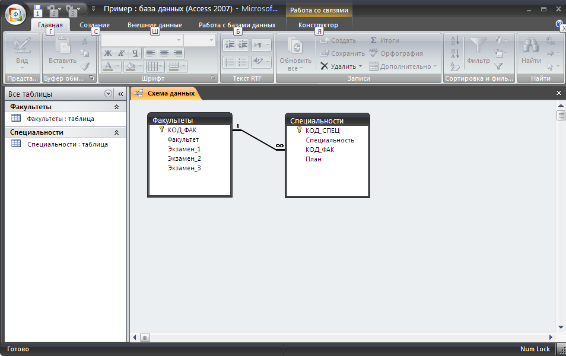 Пример : база данных (Access 2007) - Microsof...
Работа со связями
Главная
Создание
Внешние данные
Работа с базами данных
Конструктор
Г
С
Ш
Б
Я
Вид
Вставить
Обновить все
Создать
Сохранить
Удалить
Итоги
Орфография
Дополнительно
Фильтр
Найти
Предста...
Буфер обм...
Шрифт
Текст RTF
Записи
Сортировка и филь...
Найти
Все таблицы
Факультеты
Факультеты : таблица
Специальности
Специальности : таблица
Схема данных
Факультеты
КОД_ФАК
Факультет
Экзамен_1
Экзамен_2
Экзамен_3
1
∞
Специальности
КОД_СПЕЦ
Специальность
КОД_ФАК
План
Готово
Num Lock